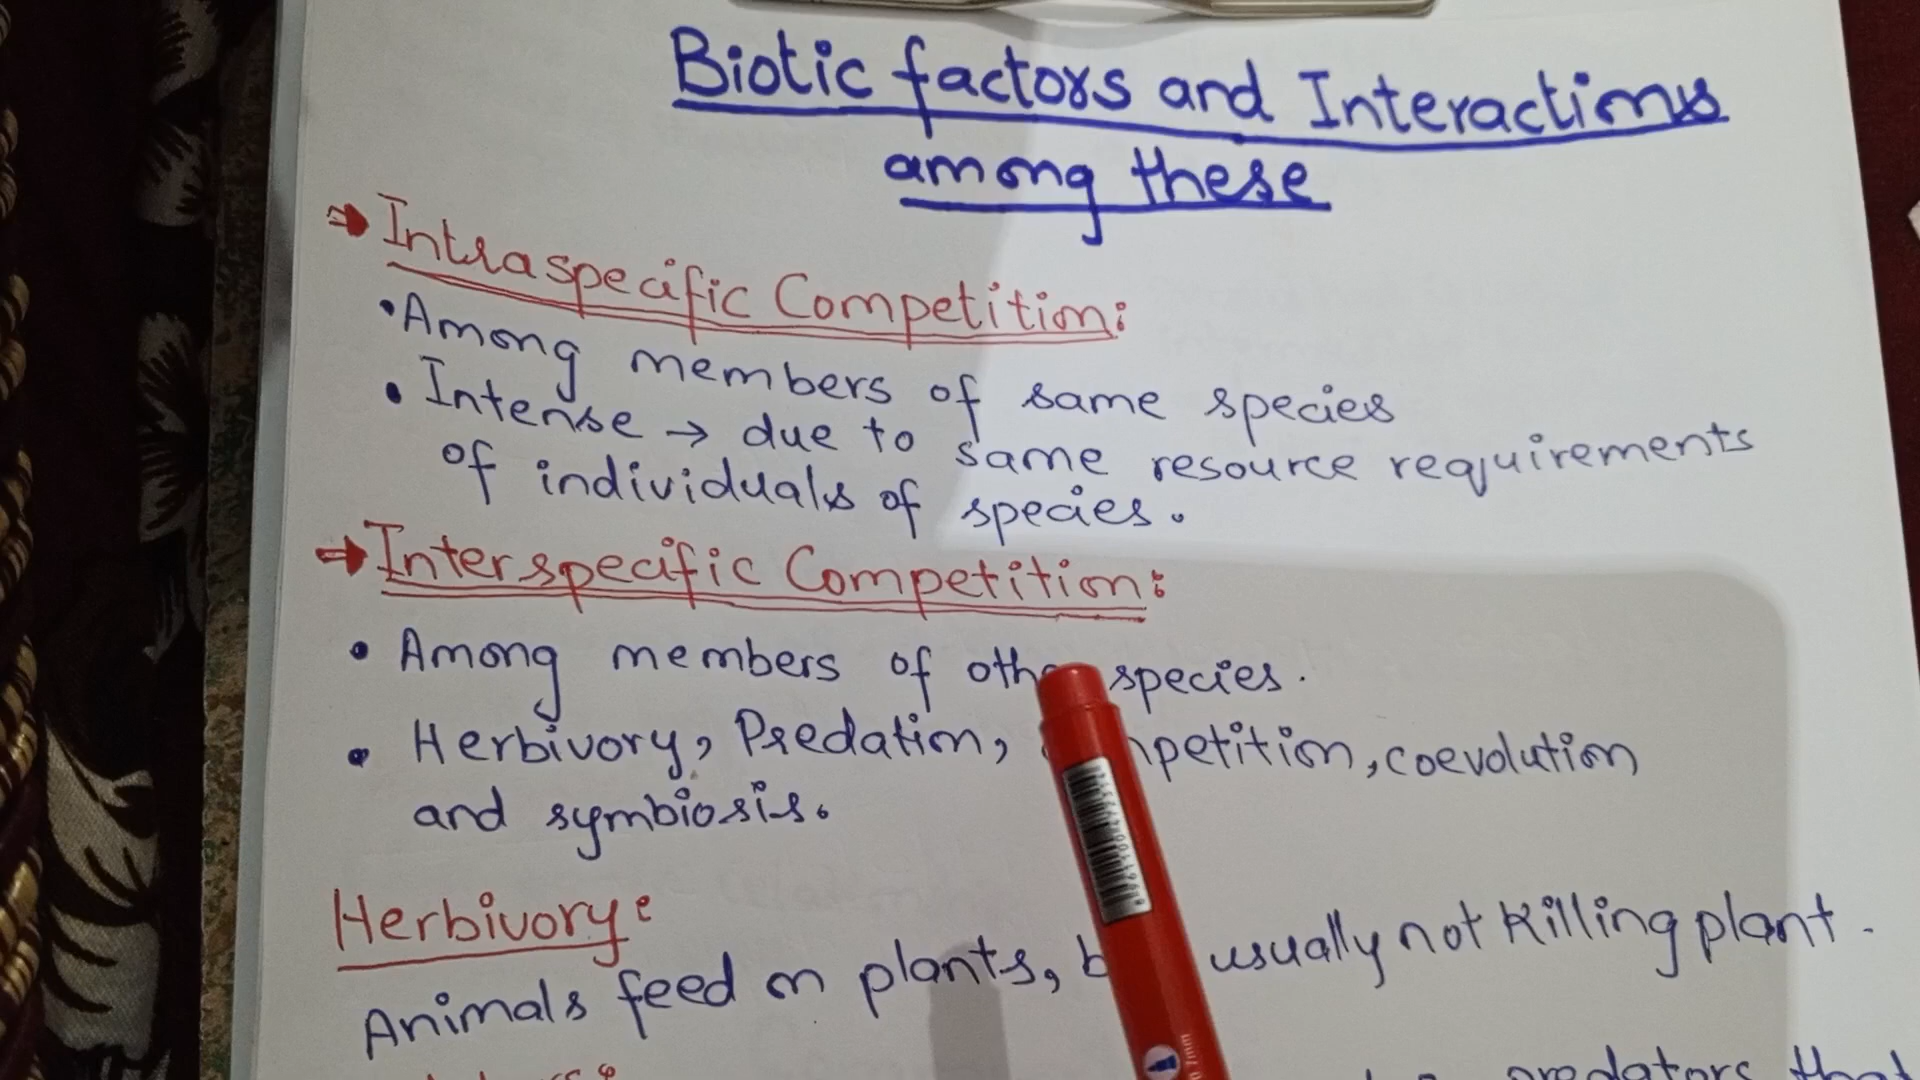 Biotic factors and Interactions
among these
⇒ Intraspecific Competition:
• Among members of same species
• Intense → due to same resource requirements
of individuals of species.
⇒ Interspecific Competition:
• Among members of species.
• Herbivory, Predation, coevolution
and symbiosis.
Herbivory:
Animals feed on plants, usually not killing plant.
predators that